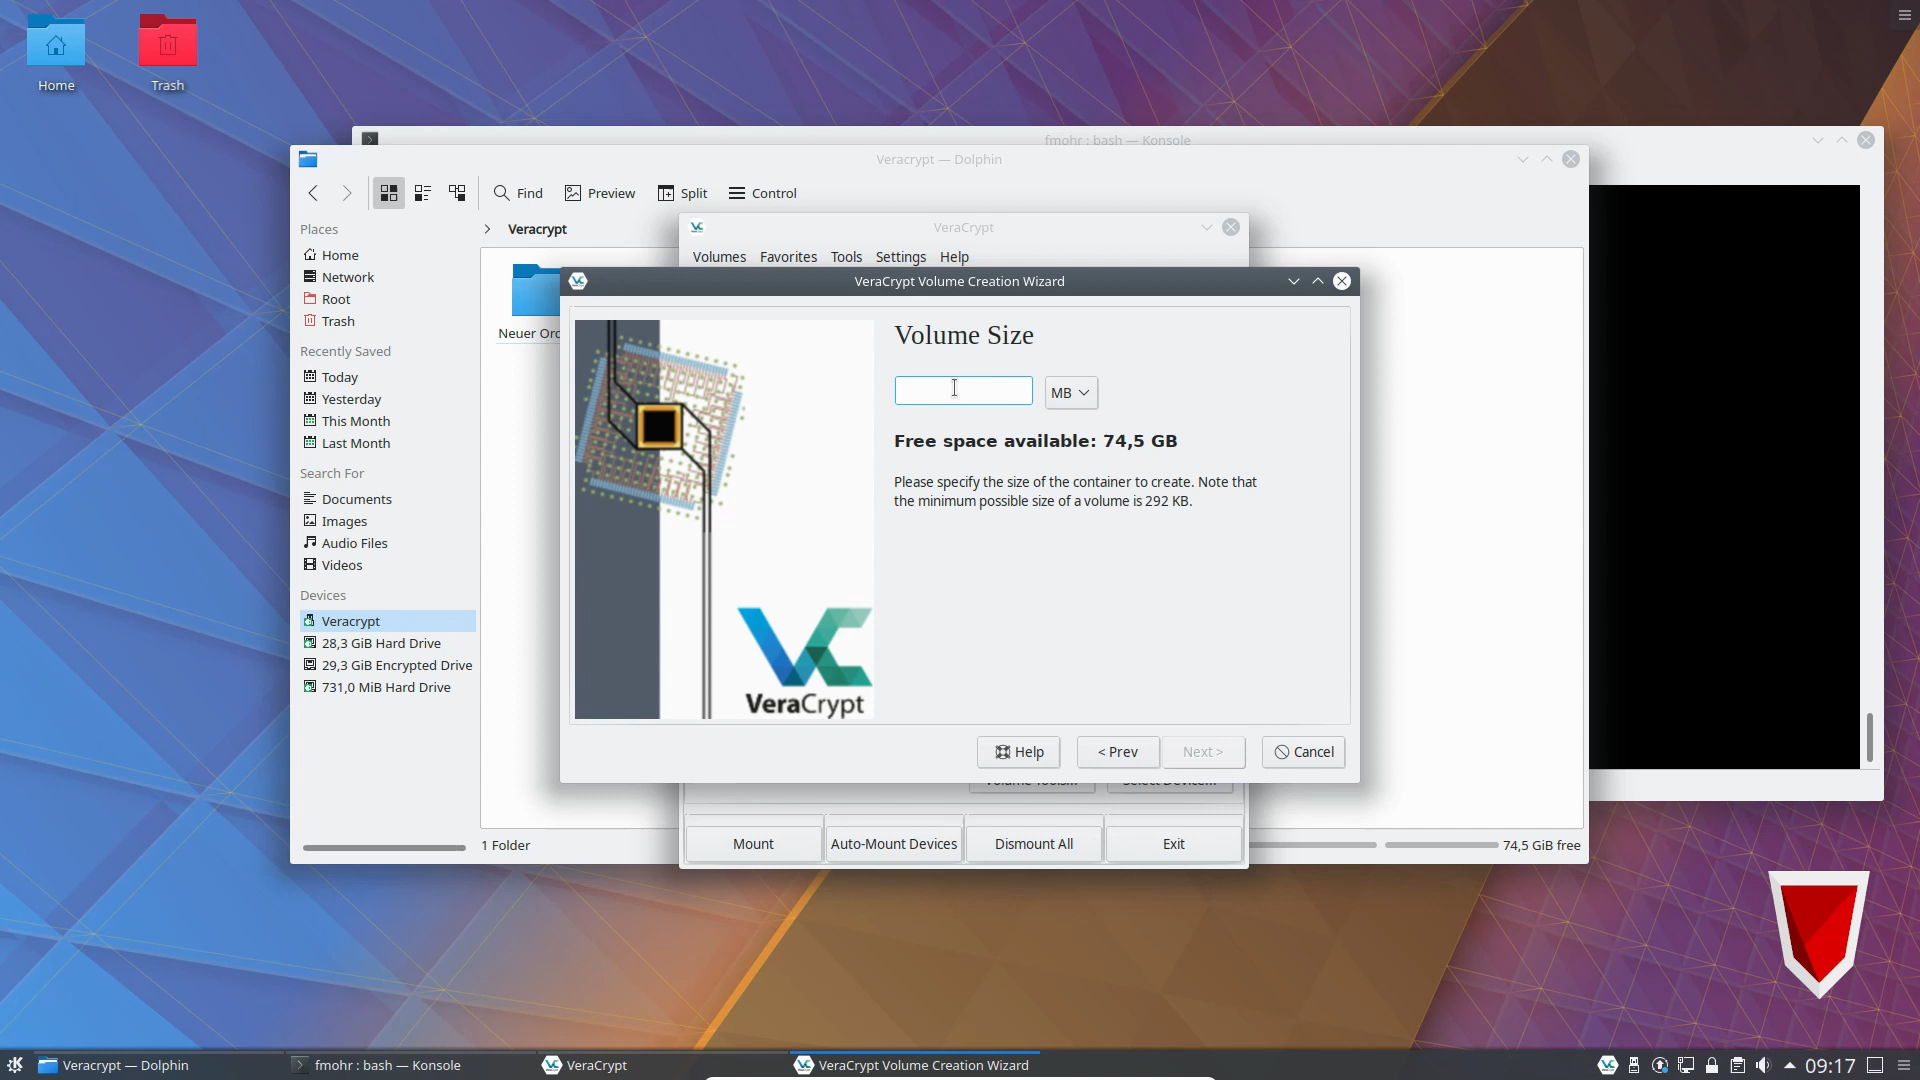 Home
Trash
fmohr : bash — Konsole
Veracrypt — Dolphin
Find
Preview
Split
Control
Places
Home
Network
Root
Trash
Recently Saved
Today
Yesterday
This Month
Last Month
Search For
Documents
Images
Audio Files
Videos
Devices
Veracrypt
28,3 GiB Hard Drive
29,3 GiB Encrypted Drive
731,0 MiB Hard Drive
Veracrypt
Neuer Ord
1 Folder
74,5 GiB free
VeraCrypt
Volumes Favorites Tools Settings Help
VeraCrypt Volume Creation Wizard
Volume Size
MB
Free space available: 74,5 GB
Please specify the size of the container to create. Note that
the minimum possible size of a volume is 292 KB.
VeraCrypt
Help
< Prev
Next >
Cancel
Volume Tools...
Select Device...
Mount
Auto-Mount Devices
Dismount All
Exit
Veracrypt — Dolphin
fmohr : bash — Konsole
VeraCrypt
VeraCrypt Volume Creation Wizard
09:17